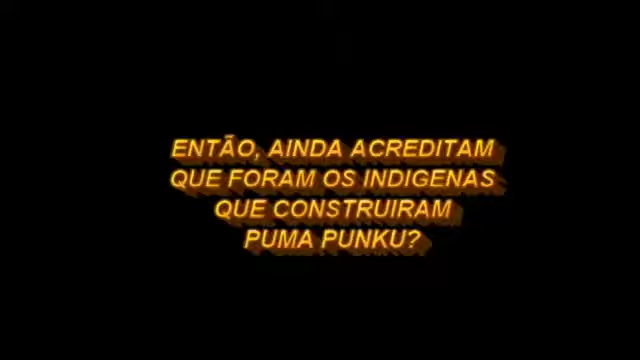 ENTÃO, AINDA ACREDITAM
QUE FORAM OS INDIGENAS
QUE CONSTRUIRAM
PUMA PUNKU?